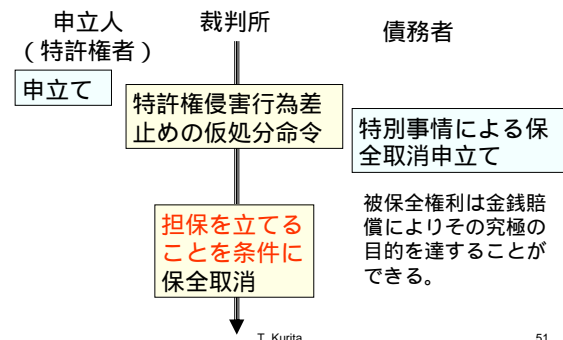 申立人
(特許権者)
裁判所
債務者
申立て
特許権侵害行為差
止めの仮処分命令
特別事情による保
全取消申立て
担保を立てる
ことを条件に
保全取消
被保全権利は金銭賠
償によりその究極の
目的を達することが
できる。
T. Kurita
51